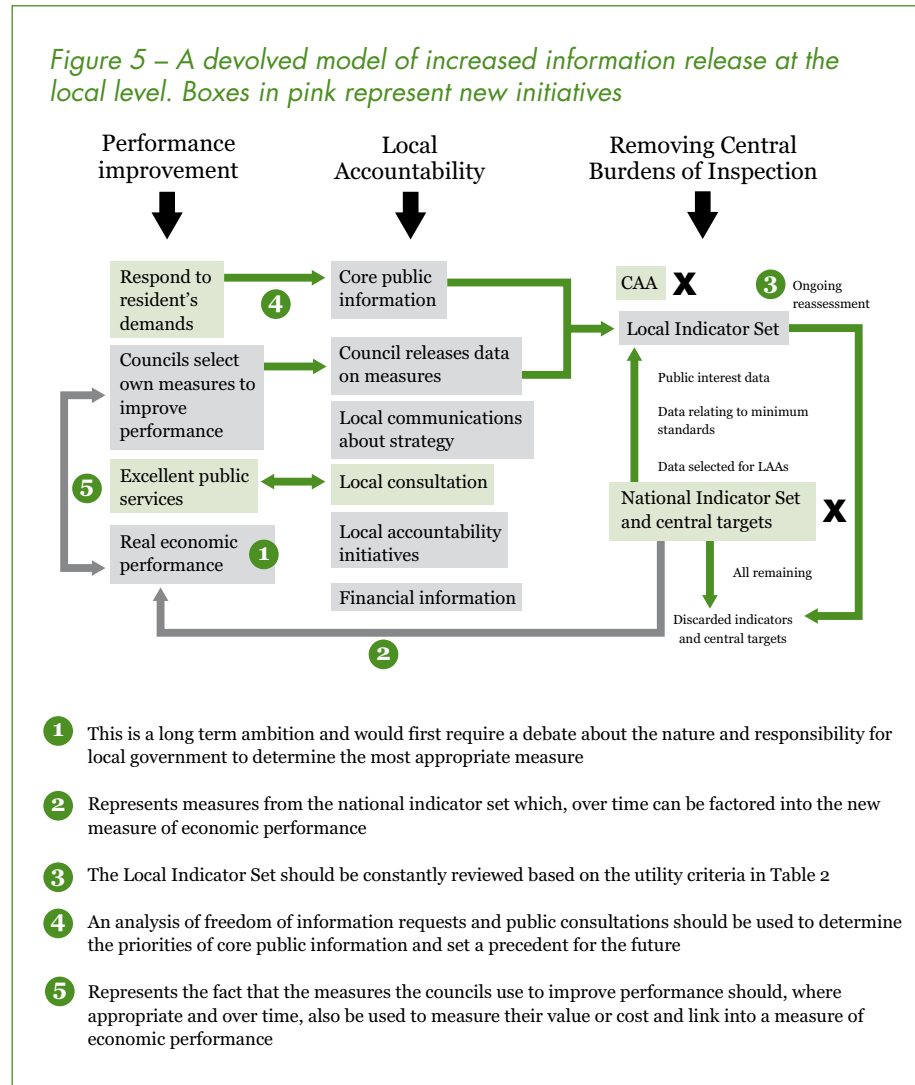 Figure 5 – A devolved model of increased information release at the
local level. Boxes in pink represent new initiatives
Performance
improvement
Local
Accountability
Removing Central
Burdens of Inspection
Respond to
resident's
demands
4
Core public
information
CAA
X
3
Ongoing
reassessment
Local Indicator Set
Councils select
own measures to
improve
performance
Council releases data
on measures
Public interest data
Local communications
about strategy
Data relating to minimum
standards
Data selected for LAAs
5
Excellent public
services
Local consultation
National Indicator Set
and central targets
X
Real economic
performance
1
Local accountability
initiatives
All remaining
Financial information
Discarded indicators
and central targets
2
1 This is a long term ambition and would first require a debate about the nature and responsibility for
local government to determine the most appropriate measure
2 Represents measures from the national indicator set which, over time can be factored into the new
measure of economic performance
3 The Local Indicator Set should be constantly reviewed based on the utility criteria in Table 2
4 An analysis of freedom of information requests and public consultations should be used to determine
the priorities of core public information and set a precedent for the future
5 Represents the fact that the measures the councils use to improve performance should, where
appropriate and over time, also be used to measure their value or cost and link into a measure of
economic performance